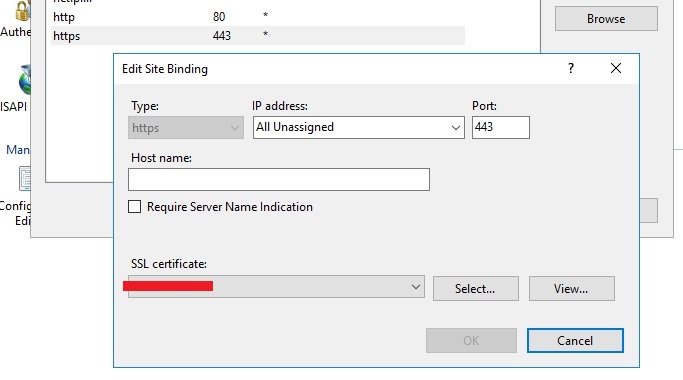 http 80 *
Browse
https 443 *
Authe
ISAPI
Man
Config
Edi
Edit Site Binding ?
Type: IP address: Port:
https All Unassigned 443
Host name:
Require Server Name Indication
SSL certificate:
Select... View...
OK Cancel